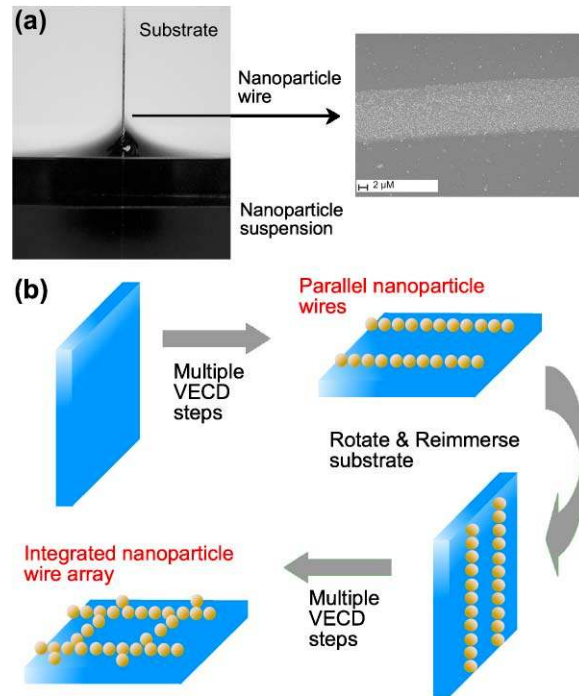 (a)
Substrate
Nanoparticle
wire
2 µM
Nanoparticle
suspension
(b)
Parallel nanoparticle
wires
Multiple
VECD
steps
Rotate & Reimmerse
substrate
Integrated nanoparticle
wire array
Multiple
VECD
steps